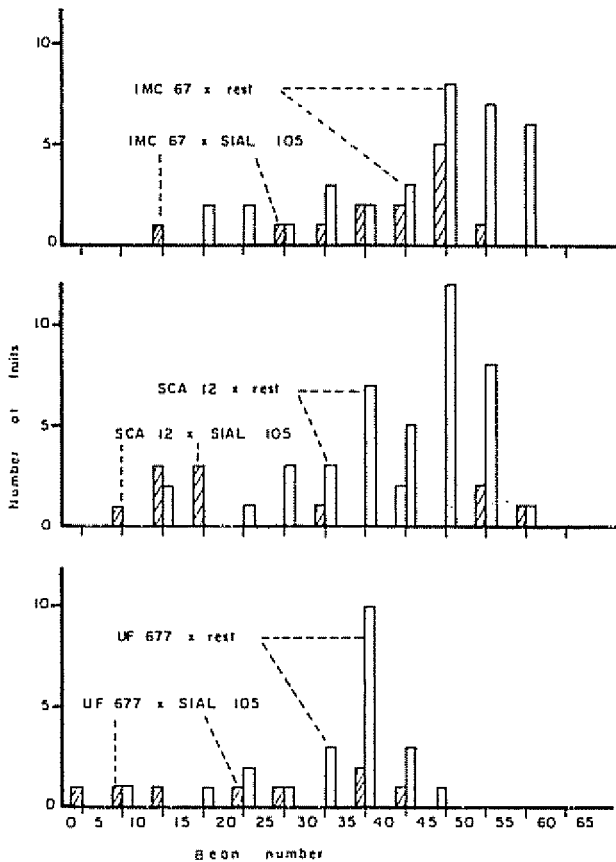 10
IMC 67 x rest
IMC 67 x SIAL 105
5
0
10
SCA 12 x rest
SCA 12 x SIAL 105
5
0
Number of fruits
10
UF 677 x rest
5
UF 677 x SIAL 105
0
0 5 10 15 20 25 30 35 40 45 50 55 60 65
Bean number